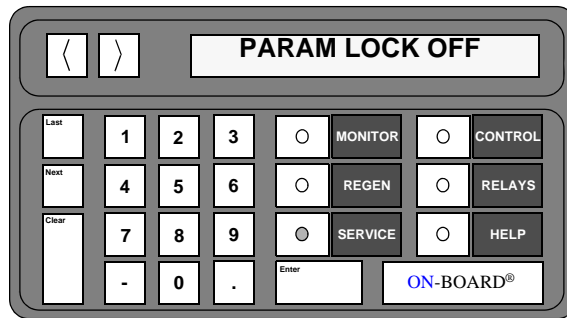 〈 〉 PARAM LOCK OFF
Last 1 2 3 MONITOR CONTROL
Next 4 5 6 REGEN RELAYS
Clear 7 8 9 SERVICE HELP
- 0 . Enter ON-BOARD®